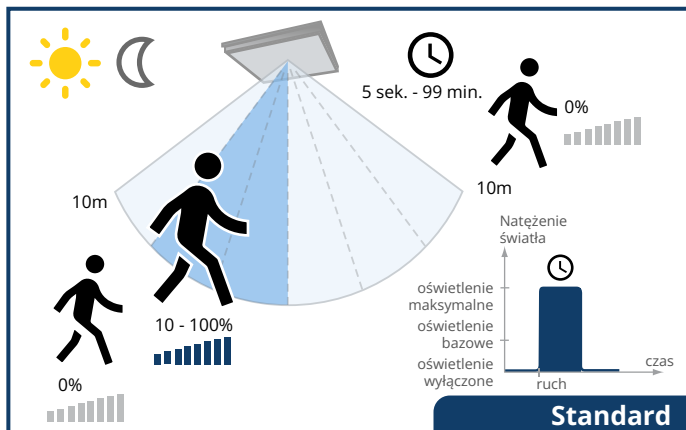 5 sek. - 99 min.
0%
10m
10m
Natężenie
światła
oświetlenie
maksymalne
oświetlenie
bazowe
oświetlenie
wyłączone
czas
ruch
10 - 100%
0%
Standard